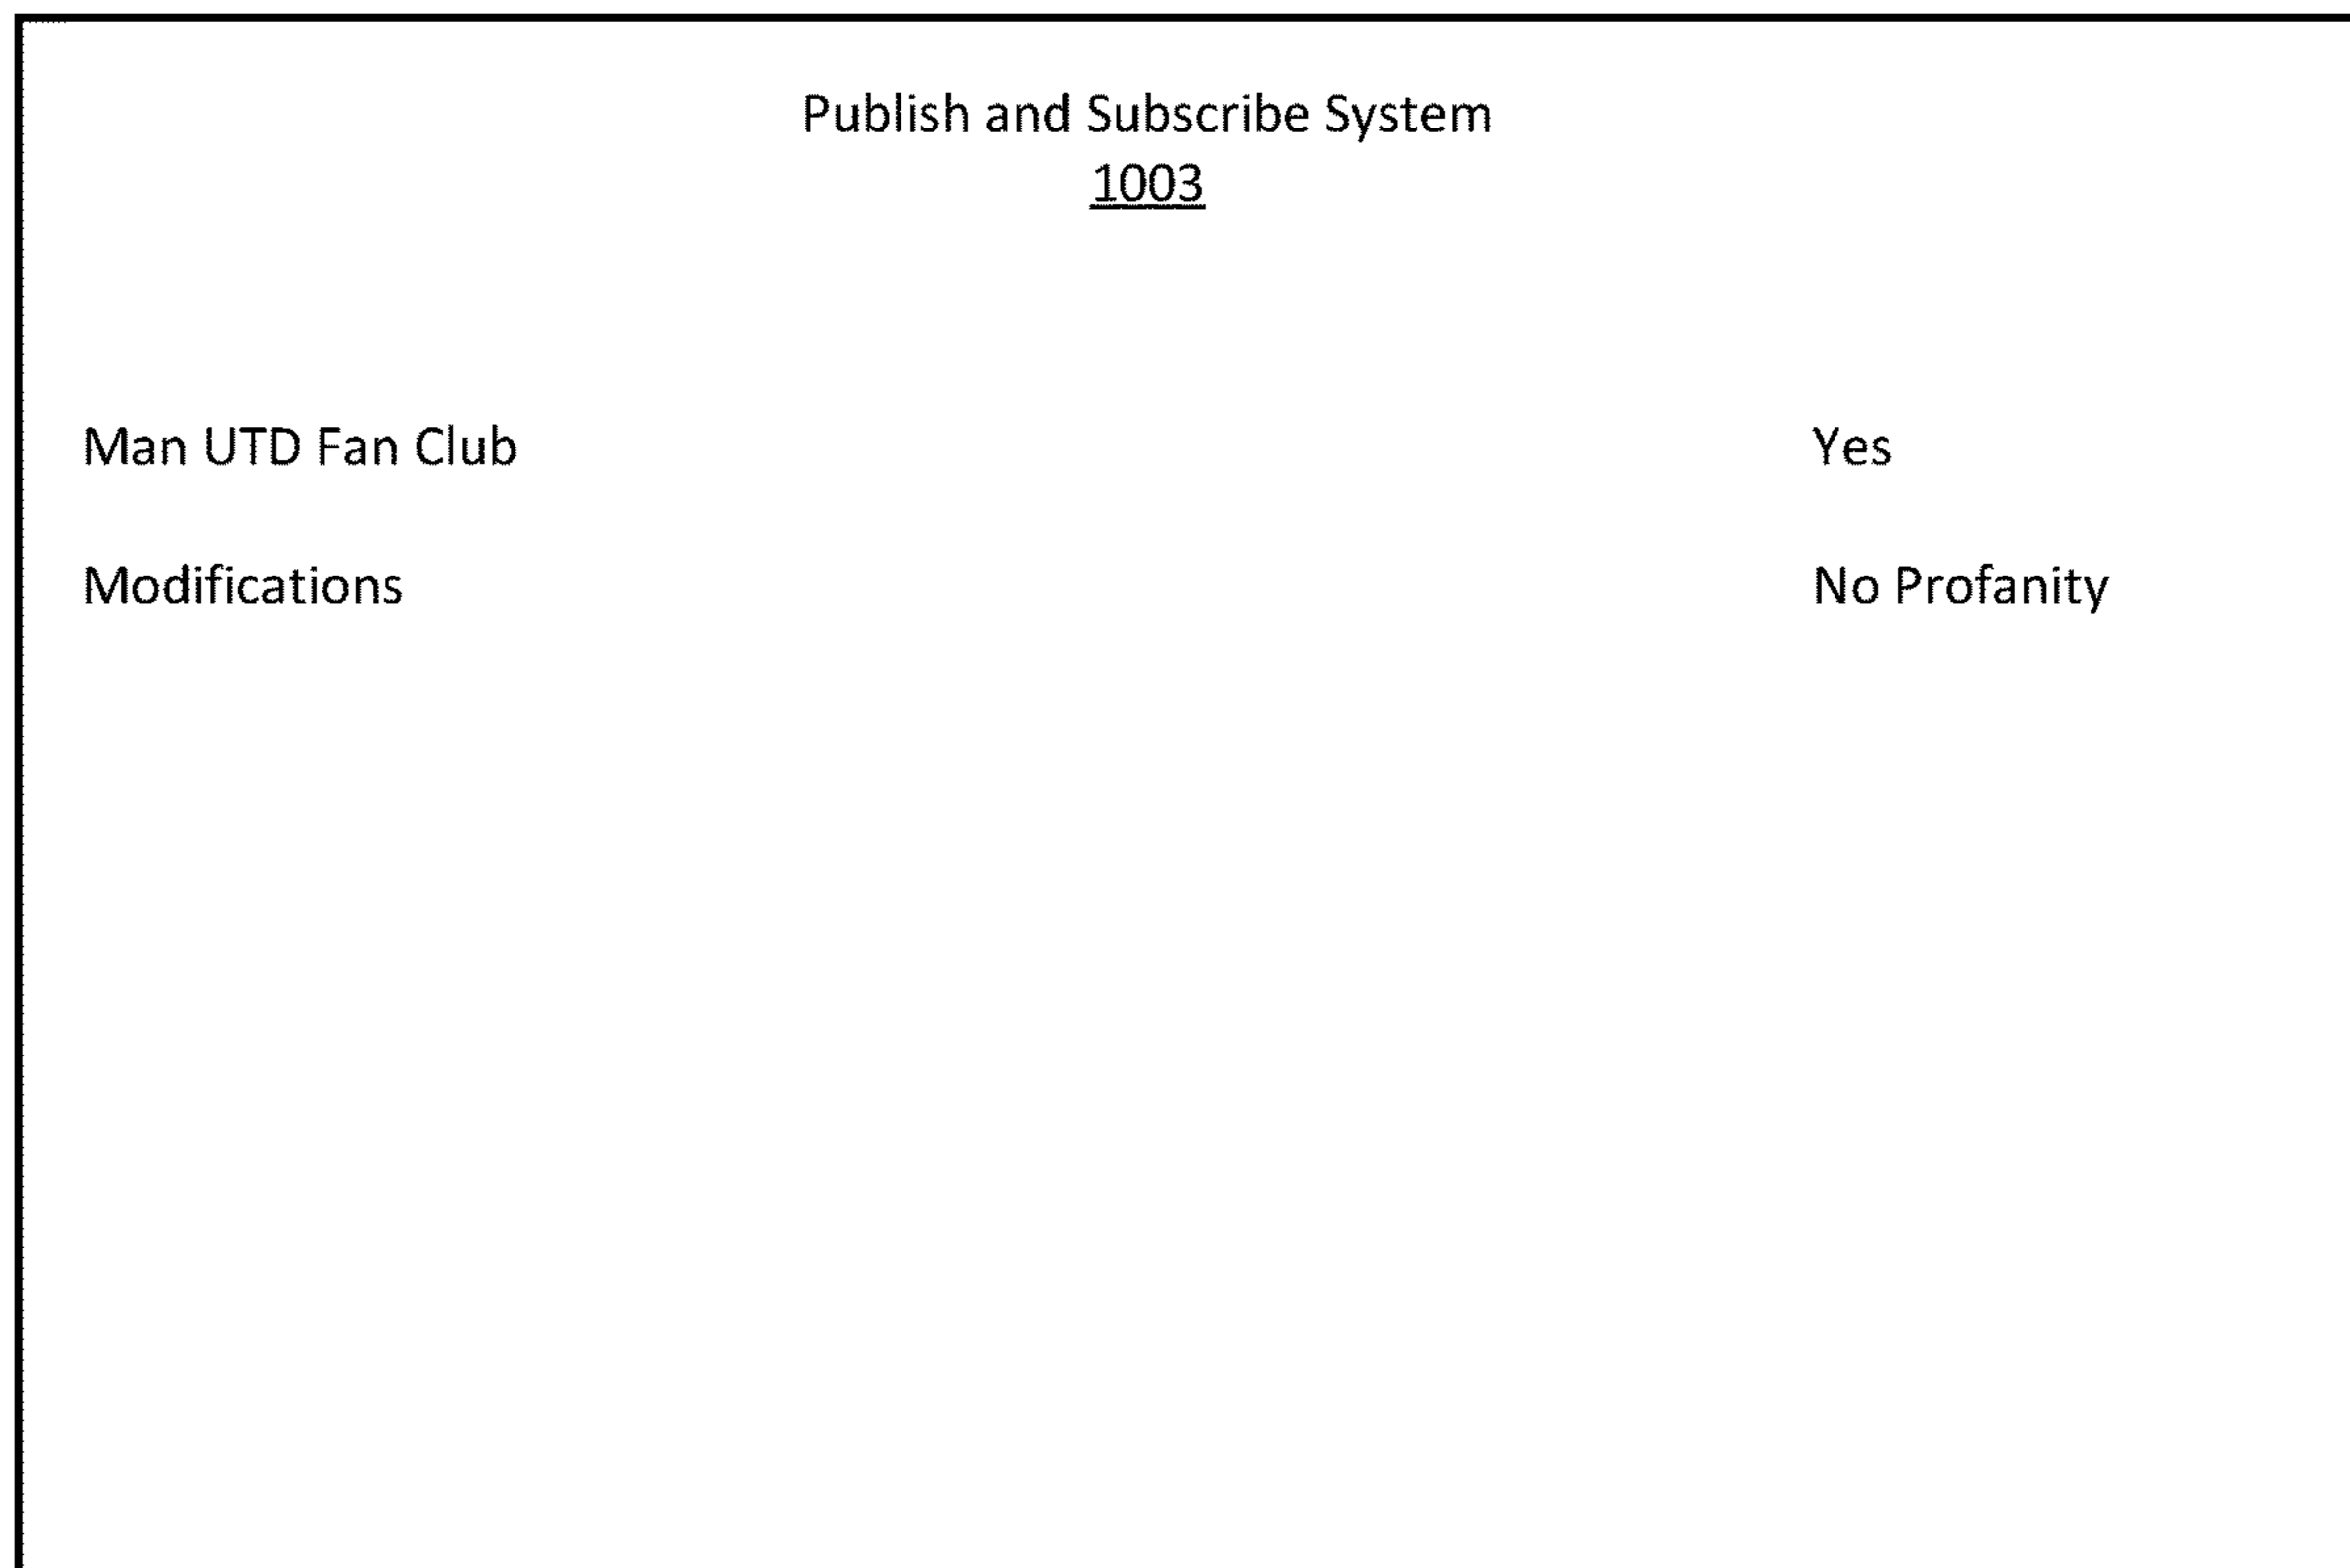 Publish and Subscribe System
1003
Man UTD Fan Club Yes
Modifications No Profanity